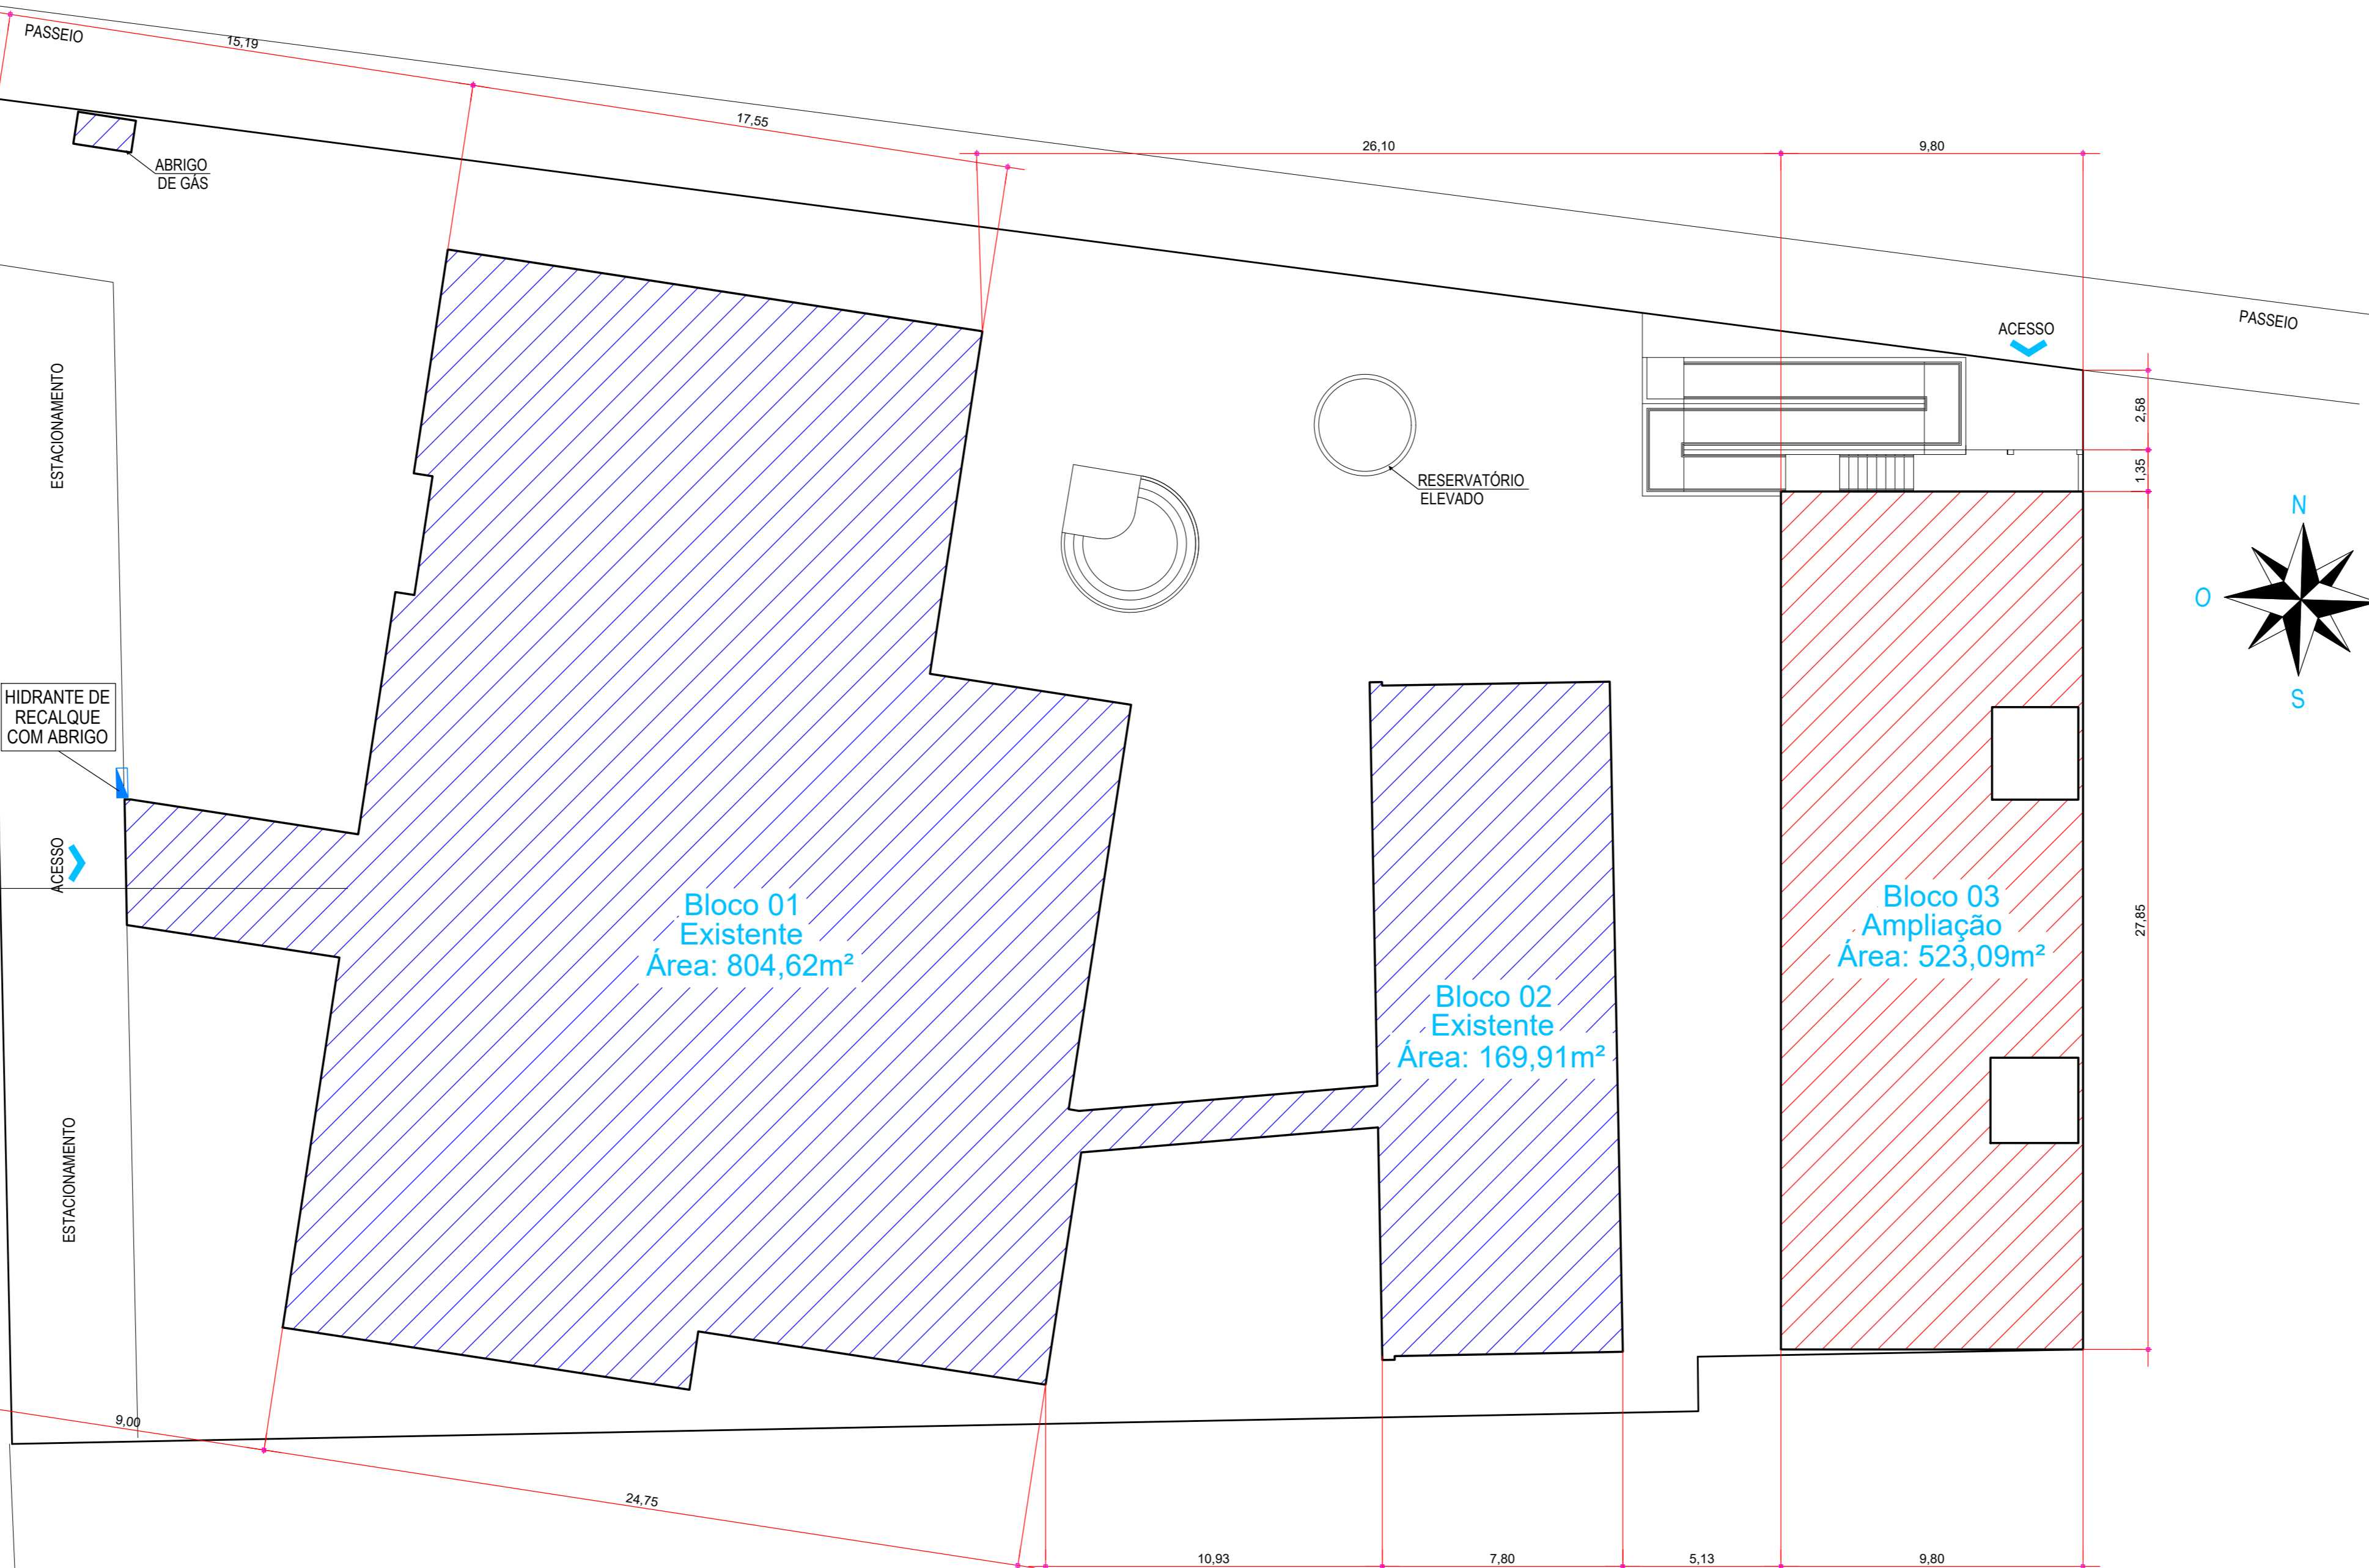 PASSEIO
15,19
17,55
26,10
9,80
ABRIGO
DE GÁS
ACESSO
PASSEIO
ESTACIONAMENTO
2,58
1,35
RESERVATÓRIO
ELEVADO
N
O
S
HIDRANTE DE
RECALQUE
COM ABRIGO
ACESSO
Bloco 01
Existente
Área: 804,62m²
Bloco 03
Ampliação
Área: 523,09m²
27,85
Bloco 02
Existente
Área: 169,91m²
ESTACIONAMENTO
9,00
24,75
10,93
7,80
5,13
9,80